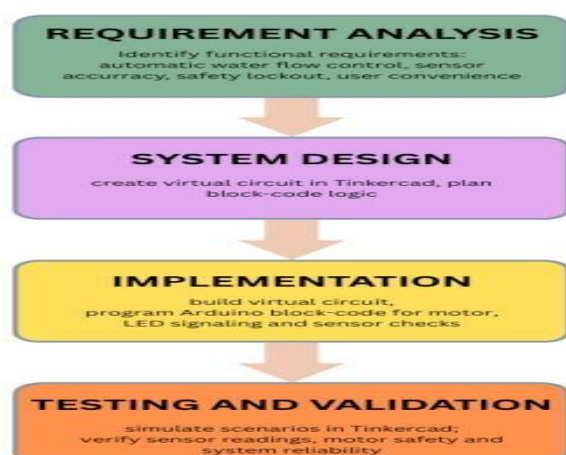 REQUIREMENT ANALYSIS
Identify functional requirements:
automatic water flow control, sensor
accurracy, safety lockout, user convenience
SYSTEM DESIGN
create virtual circuit in Tinkercad, plan
block-code logic
IMPLEMENTATION
build virtual circuit,
program Arduino block-code for motor,
LED signaling and sensor checks
TESTING AND VALIDATION
simulate scenarios in Tinkercad;
verify sensor readings, motor safety and
system reliability